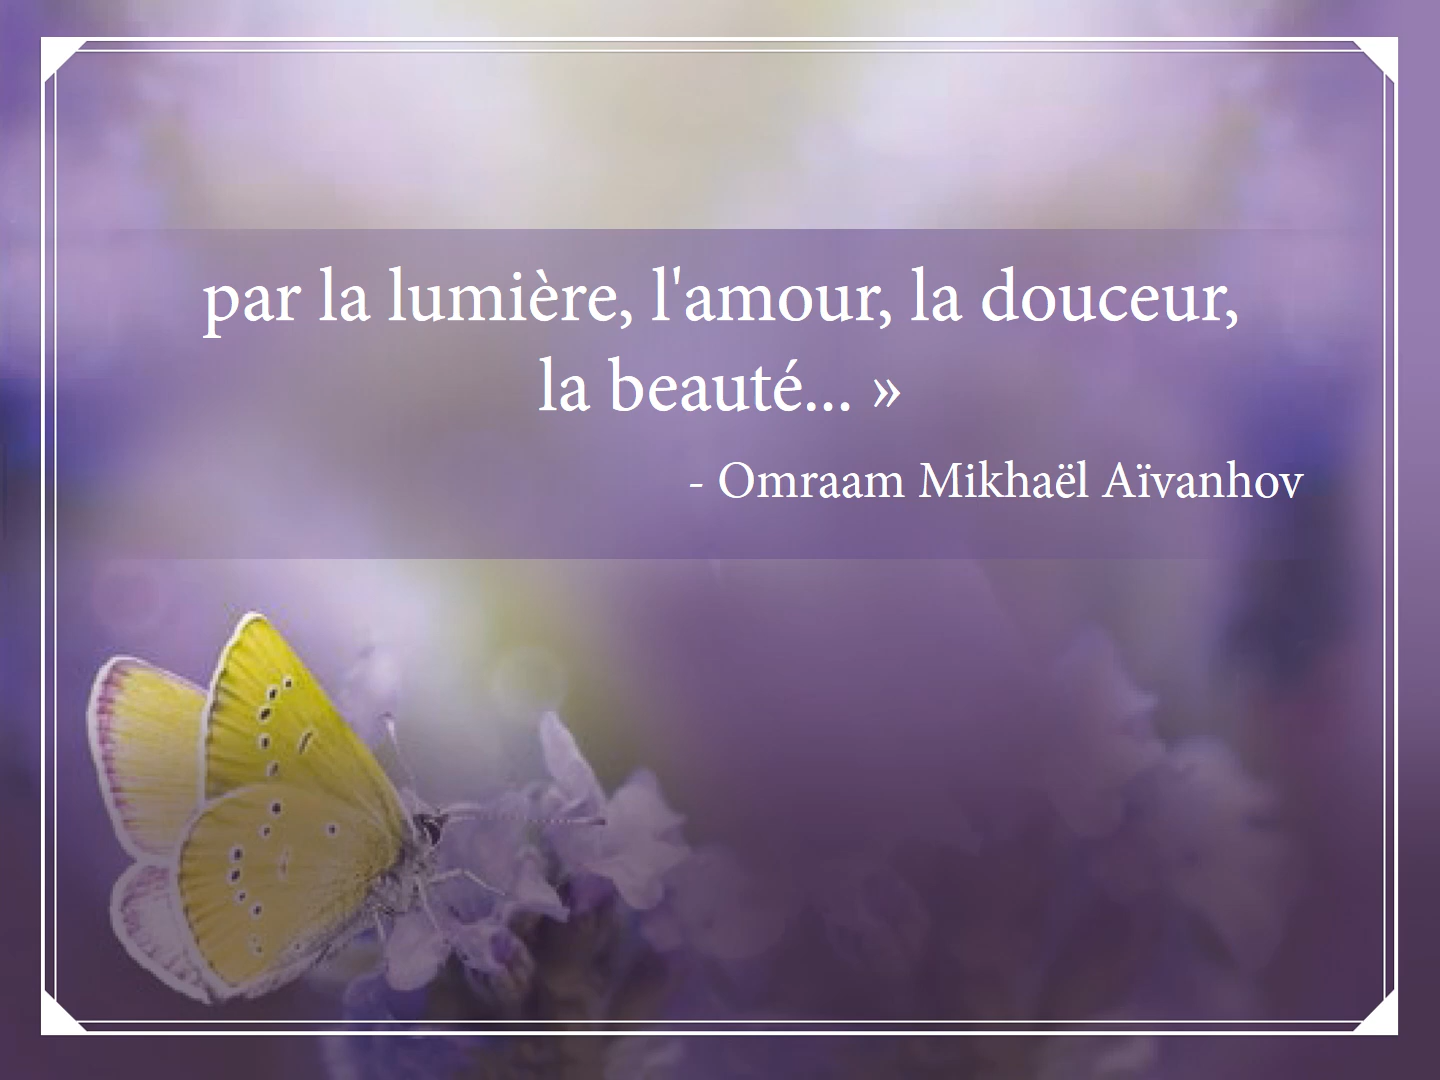 par la lumière, l'amour, la douceur,
la beauté... »
- Omraam Mikhaël Aïvanhov